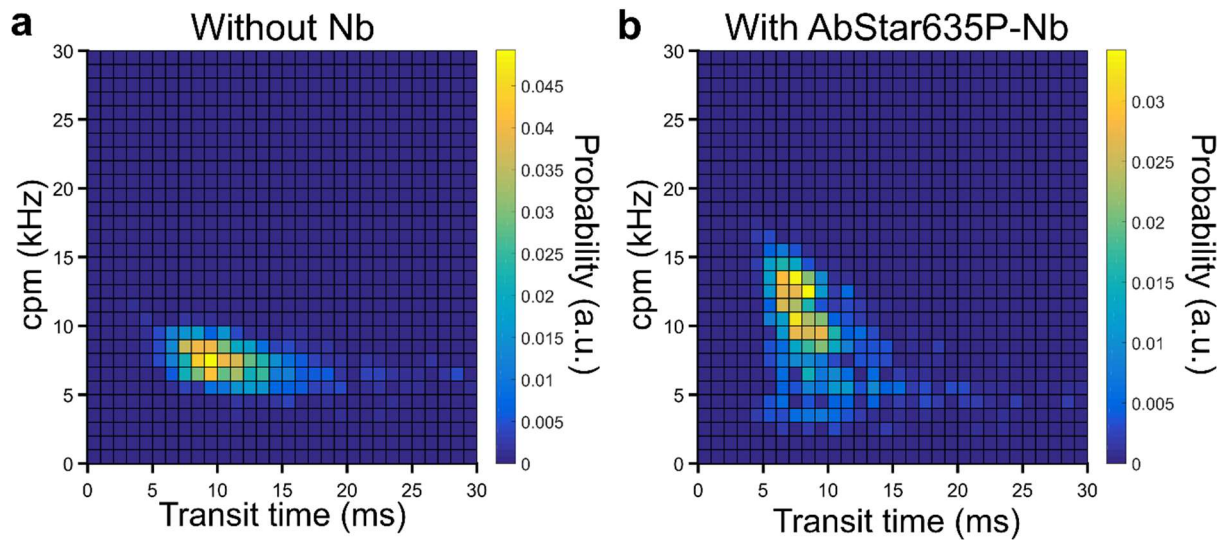 a
Without Nb
30
25
20
15
10
5
0
cpm (kHz)
0 5 10 15 20 25 30
Transit time (ms)
0.045
0.04
0.035
0.03
0.025
0.02
0.015
0.01
0.005
0
Probability (a.u.)
b
With AbStar635P-Nb
30
25
20
15
10
5
0
cpm (kHz)
0 5 10 15 20 25 30
Transit time (ms)
0.03
0.025
0.02
0.015
0.01
0.005
0
Probability (a.u.)